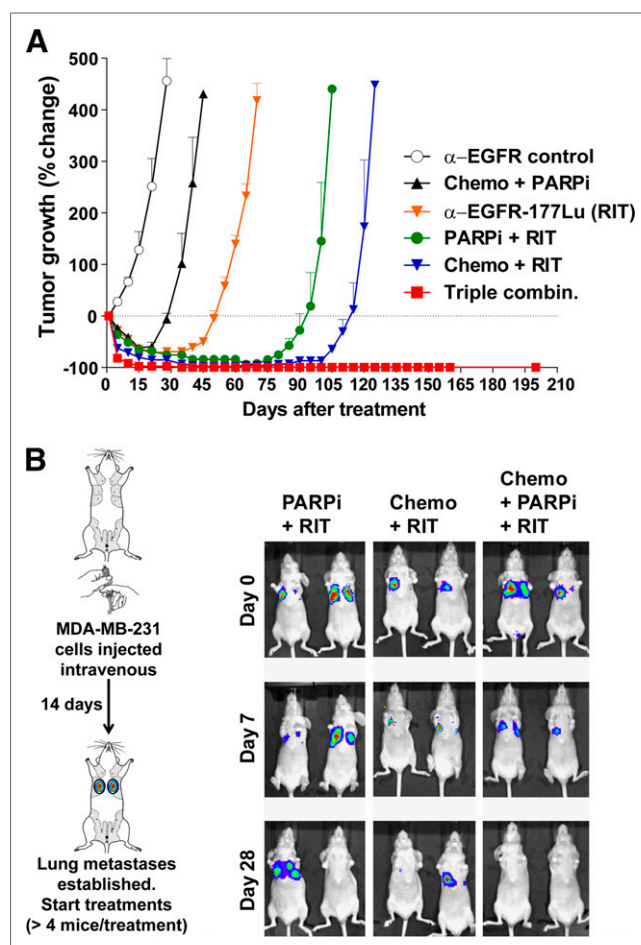 A
500
400
300
200
100
0
-100
Tumor growth (% change)
0 15 30 45 60 75 90 105 120 135 150 165 180 195 210
Days after treatment
α-EGFR control
Chemo + PARPi
α-EGFR-177Lu (RIT)
PARPi + RIT
Chemo + RIT
Triple combin.
B
MDA-MB-231
cells injected
intravenous
14 days
Lung metastases
established.
Start treatments
(> 4 mice/treatment)
PARPi
+ RIT
Chemo
+ RIT
Chemo
+ PARPi
+ RIT
Day 0
Day 7
Day 28